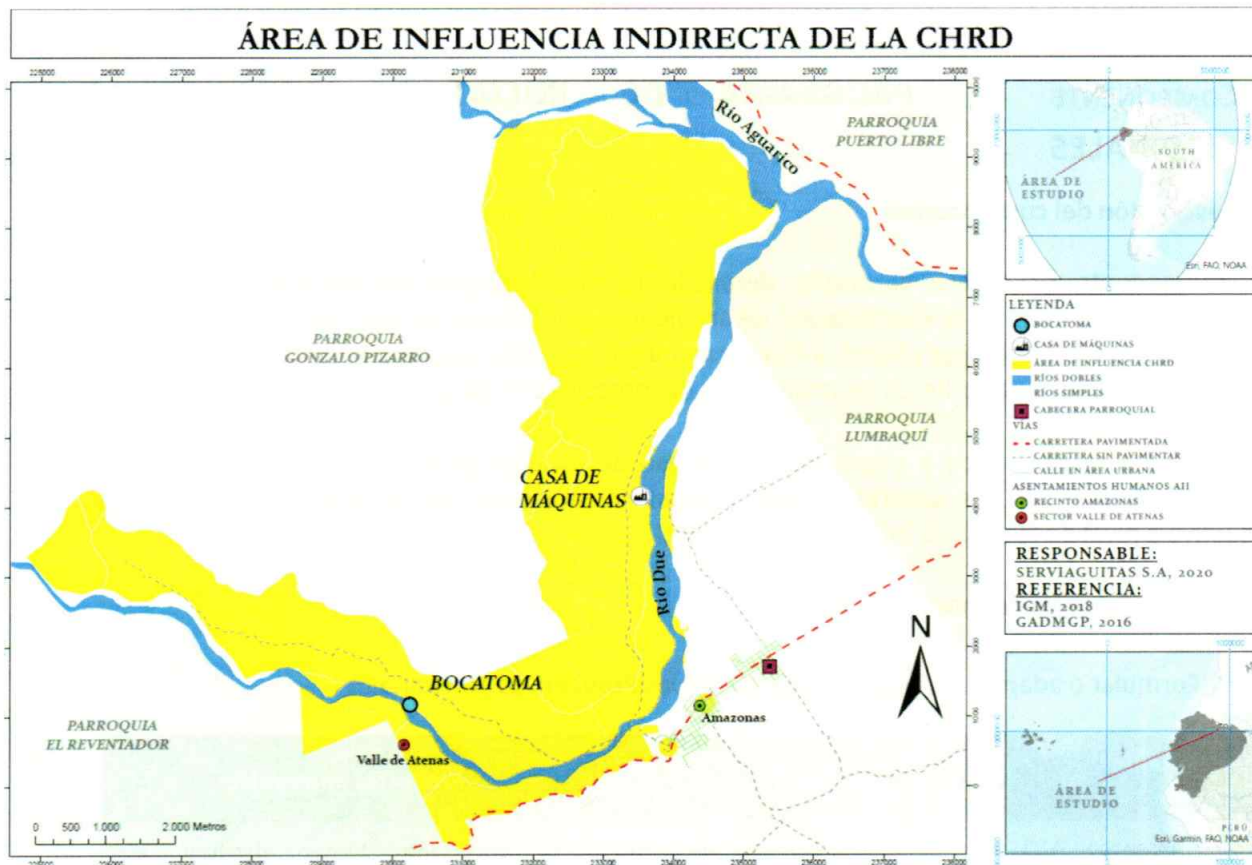 ÁREA DE INFLUENCIA INDIRECTA DE LA CHRD
PARROQUIA
PUERTO LIBRE
Río Aguarico
PARROQUIA
GONZALO PIZARRO
PARROQUIA
LUMBAQUÍ
CASA DE
MÁQUINAS
Río Due
N
BOCATOMA
Amazonas
PARROQUIA
EL REVENTADOR
Valle de Atenas
0 500 1.000 2.000 Metros
SOUTH
AMERICA
ÁREA DE
ESTUDIO
Esri, FAO, NOAA
LEYENDA
BOCATOMA
CASA DE MÁQUINAS
ÁREA DE INFLUENCIA CHRD
RÍOS DOBLES
RÍOS SIMPLES
CABECERA PARROQUIAL
VIAS
CARRETERA PAVIMENTADA
CARRETERA SIN PAVIMENTAR
CALLE EN ÁREA URBANA
ASENTAMIENTOS HUMANOS AII
RECINTO AMAZONAS
SECTOR VALLE DE ATENAS
RESPONSABLE:
SERVIAGUITAS S.A, 2020
REFERENCIA:
IGM, 2018
GADMGP, 2016
ÁREA DE
ESTUDIO
PERÚ
Esri, Garmin, FAO, NOAA